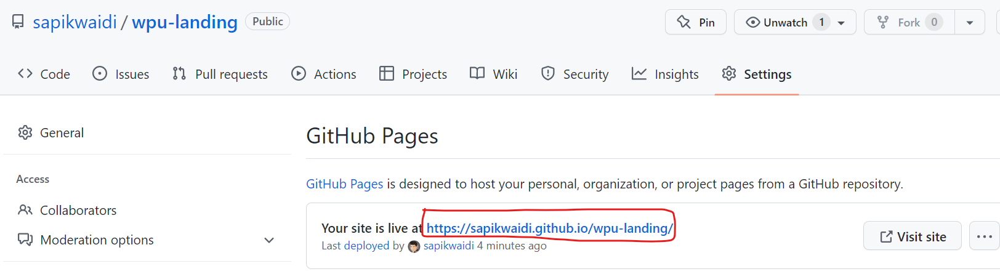 sapikwaidi / wpu-landing Public
Pin
Unwatch 1
Fork 0
Code
Issues
Pull requests
Actions
Projects
Wiki
Security
Insights
Settings
General
Access
Collaborators
Moderation options
GitHub Pages
GitHub Pages is designed to host your personal, organization, or project pages from a GitHub repository.
Your site is live at https://sapikwaidi.github.io/wpu-landing/
Last deployed by sapikwaidi 4 minutes ago
Visit site